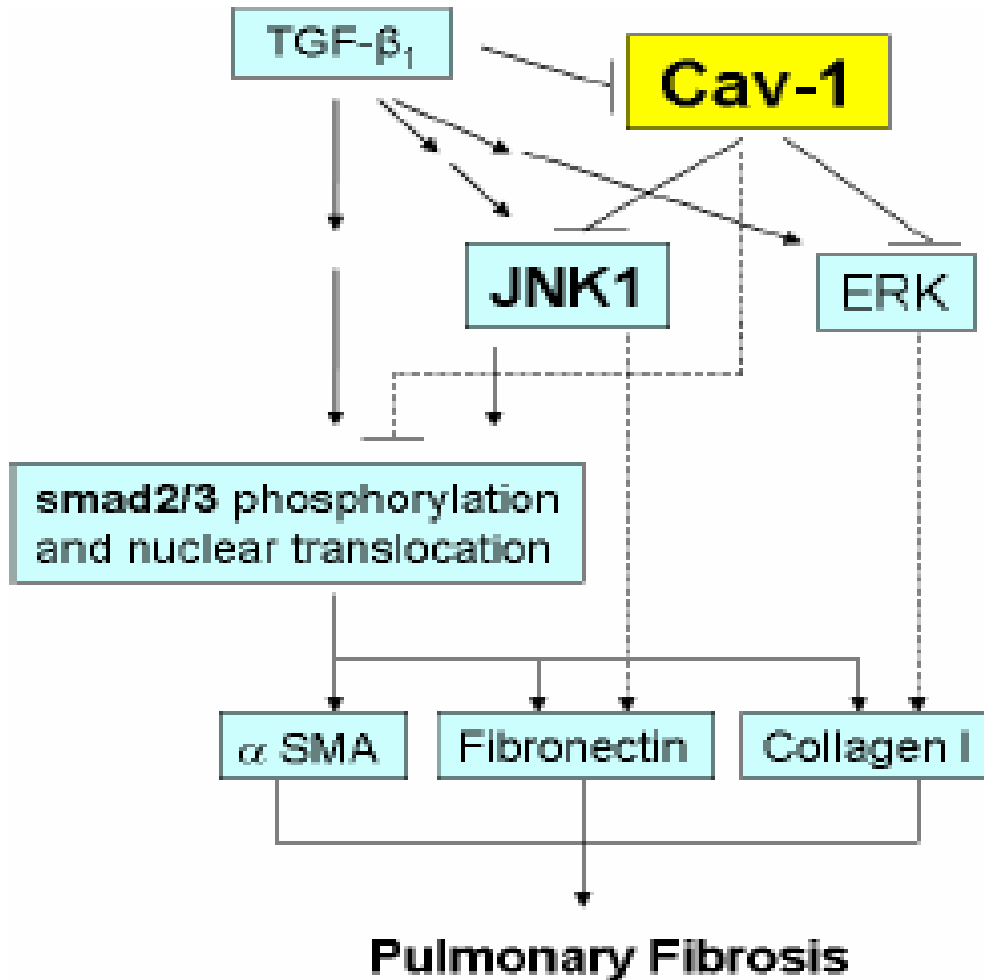 TGF-β₁
Cav-1
JNK1
ERK
smad2/3 phosphorylation
and nuclear translocation
α SMA
Fibronectin
Collagen I
Pulmonary Fibrosis